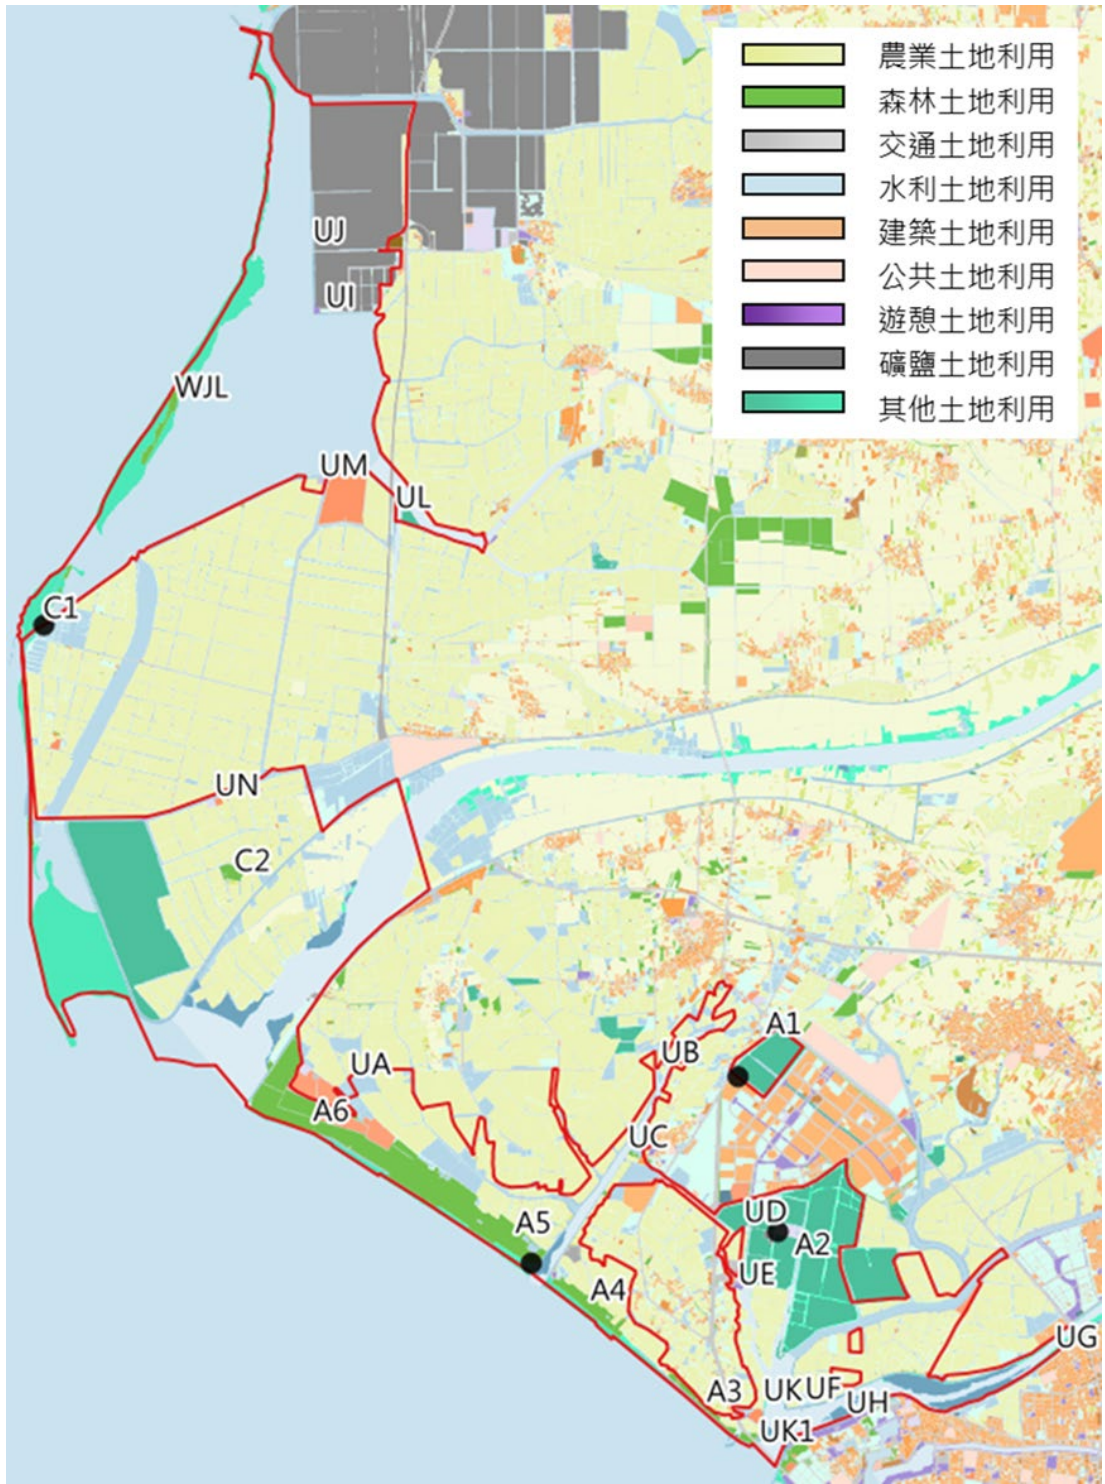 農業土地利用
森林土地利用
交通土地利用
水利土地利用
建築土地利用
公共土地利用
遊憩土地利用
礦鹽土地利用
其他土地利用
UJ
UI
WJL
UM
UL
C1
UN
C2
A1
UB
UA
A6
UC
UD
A5
A2
UE
A4
UG
A3
UK
UF
UH
UK1